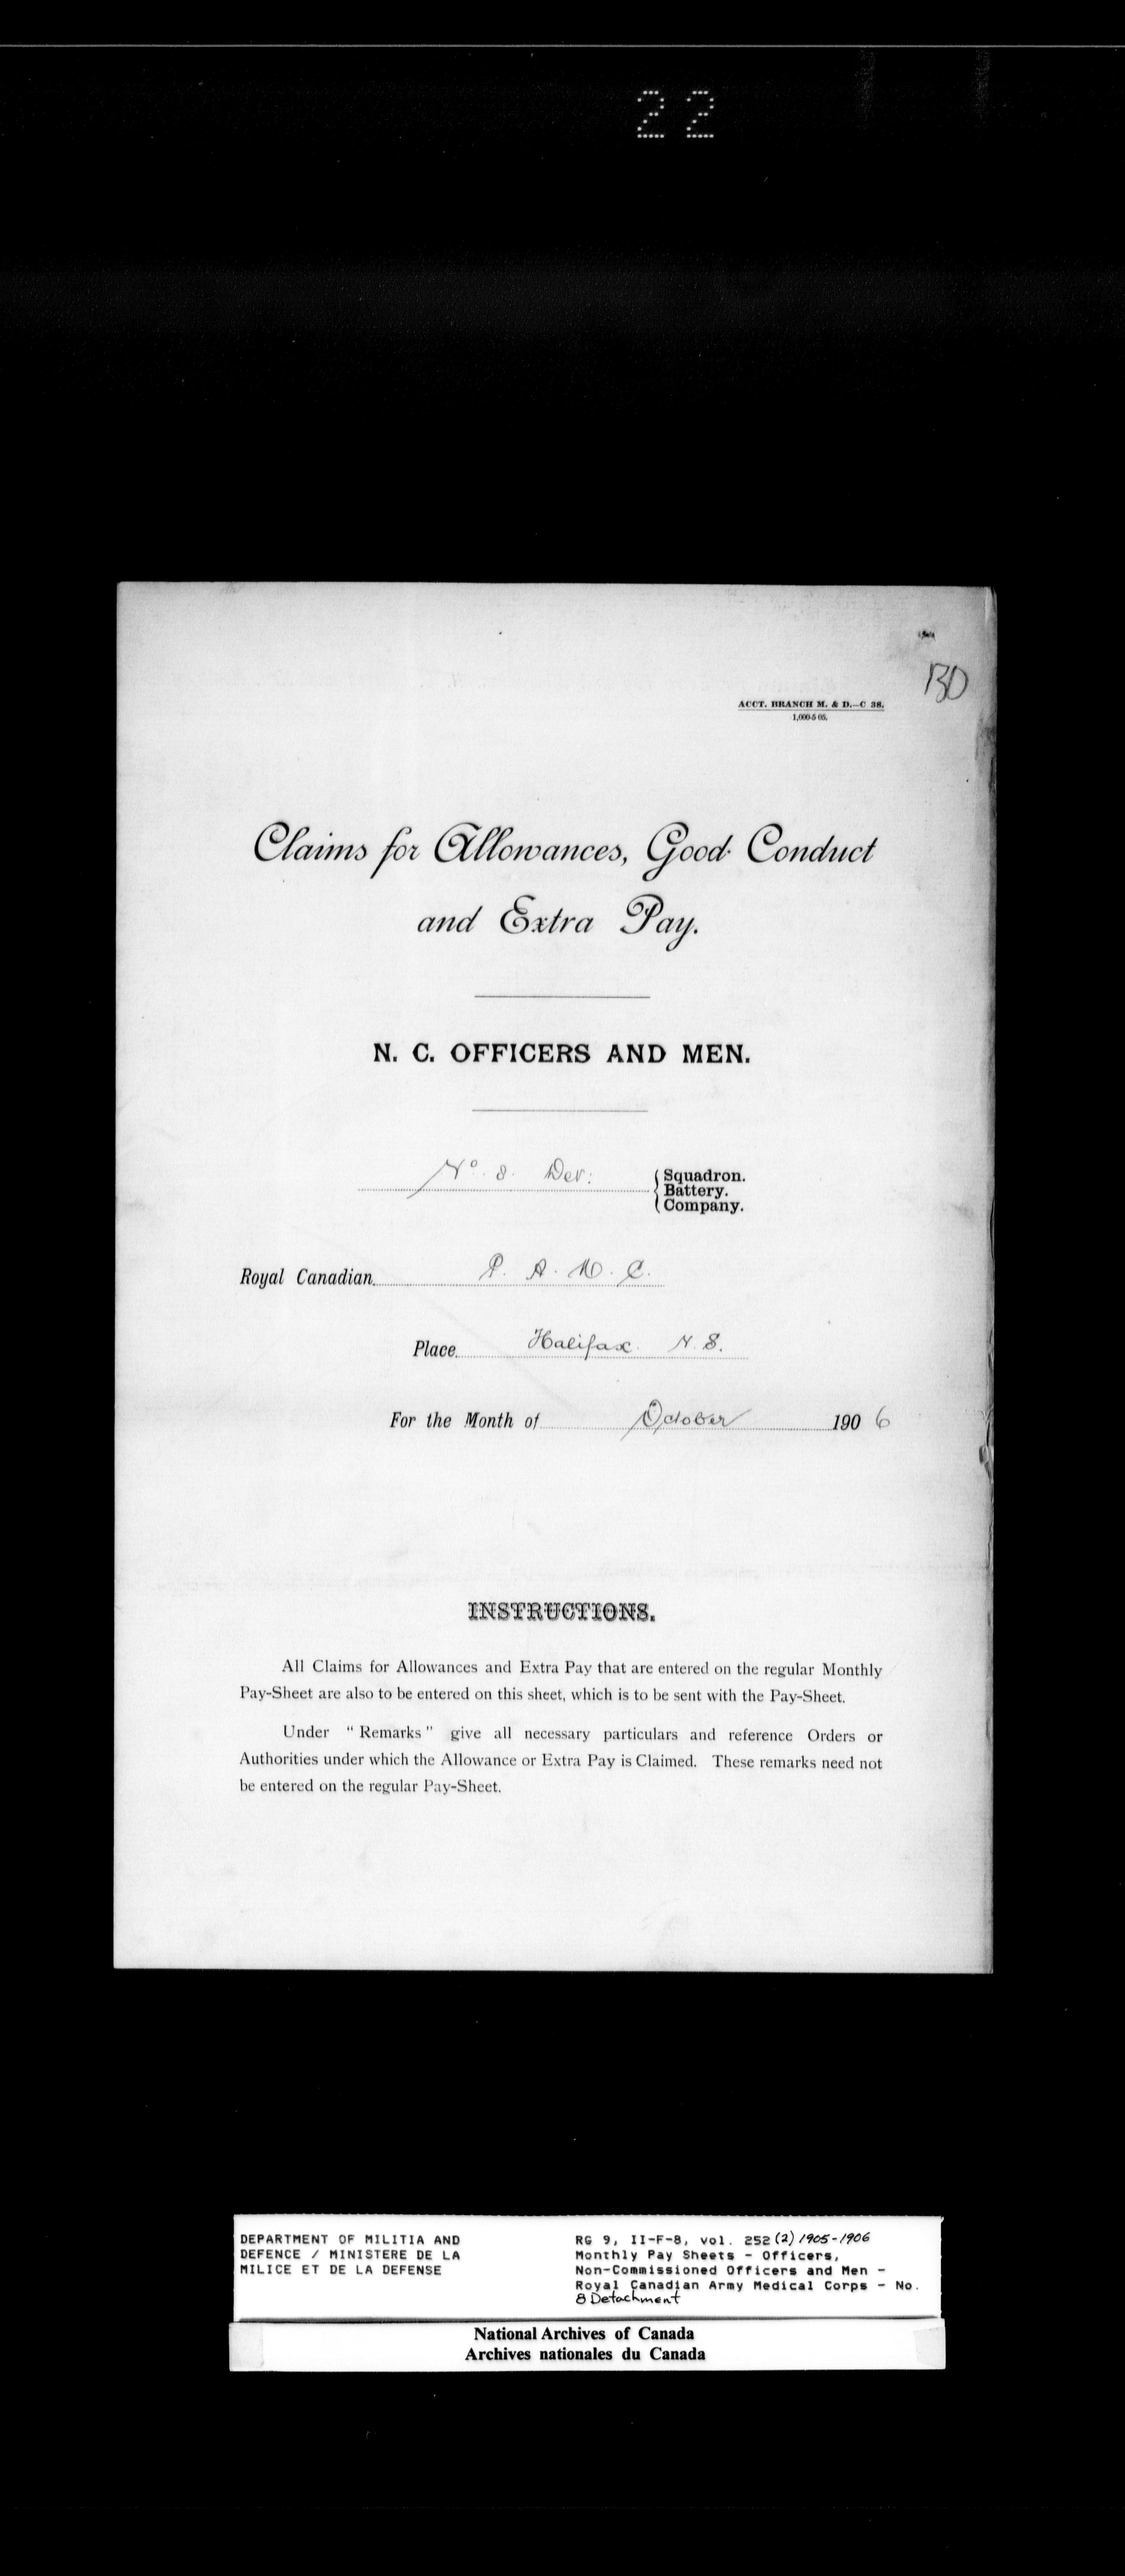 22
BD
ACCT. BRANCH M. & D.—C 38.
1,000-5 05.
Claims for Allowances, Good Conduct
and Extra Pay.
N. C. OFFICERS AND MEN.
No. 8. Det: { Squadron.
Battery.
Company.
Royal Canadian P. A. M. C.
Place Halifax N. S.
For the Month of October 1906
INSTRUCTIONS.
All Claims for Allowances and Extra Pay that are entered on the regular Monthly
Pay-Sheet are also to be entered on this sheet, which is to be sent with the Pay-Sheet.
Under "Remarks" give all necessary particulars and reference Orders or
Authorities under which the Allowance or Extra Pay is Claimed. These remarks need not
be entered on the regular Pay-Sheet.
DEPARTMENT OF MILITIA AND
DEFENCE / MINISTERE DE LA
MILICE ET DE LA DEFENSE
RG 9, II-F-8, vol. 252 (2) 1905-1906
Monthly Pay Sheets - Officers,
Non-Commissioned Officers and Men -
Royal Canadian Army Medical Corps - No.
8 Detachment
National Archives of Canada
Archives nationales du Canada